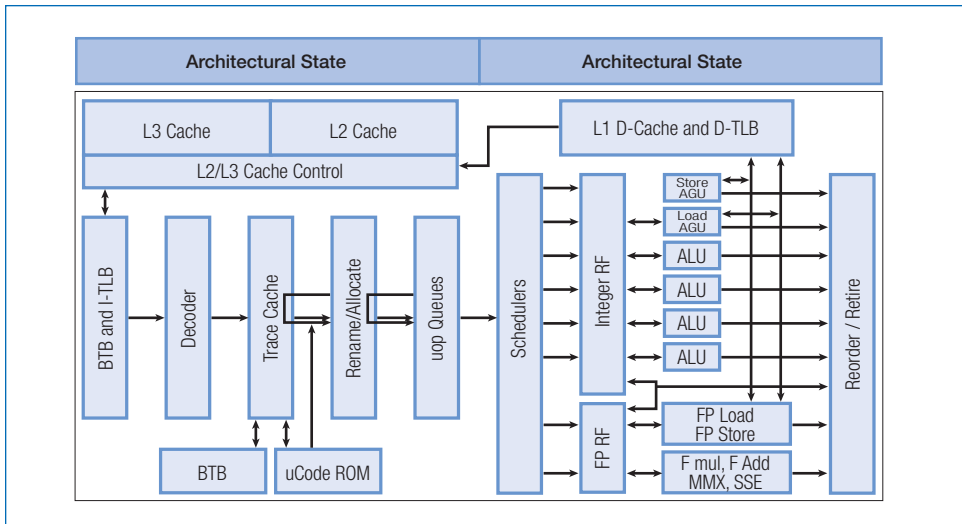 Architectural State
Architectural State
L3 Cache
L2 Cache
L2/L3 Cache Control
L1 D-Cache and D-TLB
BTB and I-TLB
Decoder
Trace Cache
Rename/Allocate
uop Queues
Schedulers
Integer RF
FP RF
Store
AGU
Load
AGU
ALU
ALU
ALU
ALU
FP Load
FP Store
F mul, F Add
MMX, SSE
Reorder / Retire
BTB
uCode ROM